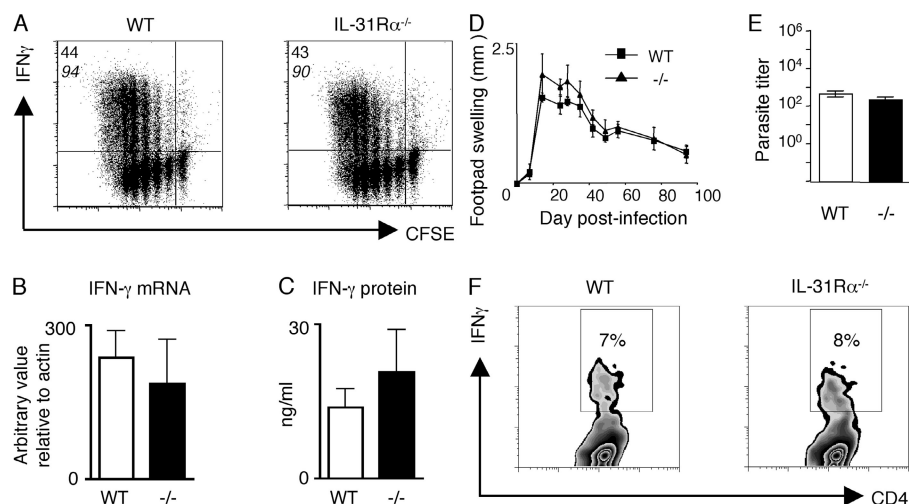 A
WT
IL-31Rα-/-
IFNγ
44
94
43
90
CFSE
D
2.5
Footpad swelling (mm )
WT
-/-
0
0 20 40 60 80 100
Day post-infection
E
Parasite titer
10⁶
10⁴
10²
10⁰
WT -/-
B
IFN-γ mRNA
Arbitrary value
relative to actin
300
0
WT -/-
C
IFN-γ protein
ng/ml
30
0
WT -/-
F
WT
IL-31Rα-/-
IFNγ
7%
8%
CD4